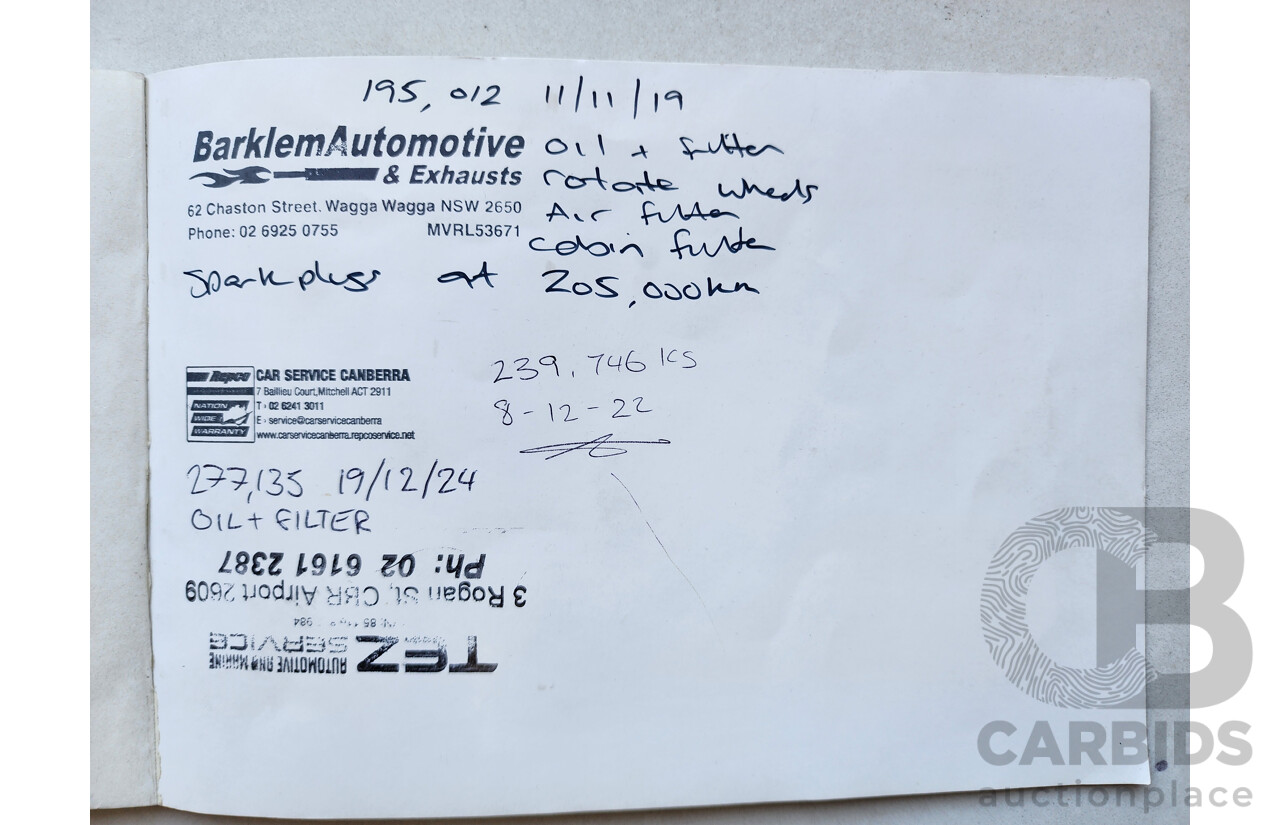 195,012 11/11/19
BarklemAutomotive
& Exhausts
62 Chaston Street. Wagga Wagga NSW 2650
Phone: 02 6925 0755 MVRL53671
Oil + filter
rotate wheels
Air filter
cabin filter
Spark plugs at 205,000km
Repco CAR SERVICE CANBERRA
7 Baillieu Court, Mitchell ACT 2911
T · 02 6241 3011
E · service@carservicecanberra
www.carservicecanberra.repcoservice.net
NATION
WIDE
WARRANTY
239,746 KS
8-12-22
277,135 19/12/24
OIL + FILTER
Ph: 02 6161 2387
3 Rogan St, CBR Airport 2609
TEZ
AUTOMOTIVE AND MARINE
SERVICE
CARBIDS
auctionplace